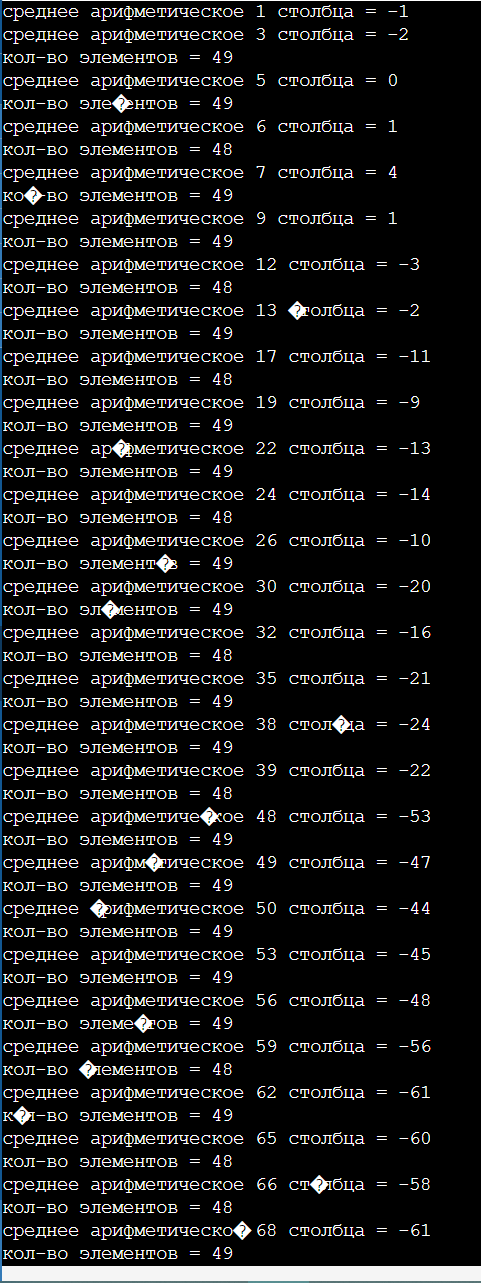 среднее арифметическое 1 столбца = -1
среднее арифметическое 3 столбца = -2
кол-во элементов = 49
среднее арифметическое 5 столбца = 0
кол-во эле�ентов = 49
среднее арифметическое 6 столбца = 1
кол-во элементов = 48
среднее арифметическое 7 столбца = 4
ко�-во элементов = 49
среднее арифметическое 9 столбца = 1
кол-во элементов = 49
среднее арифметическое 12 столбца = -3
кол-во элементов = 48
среднее арифметическое 13 �толбца = -2
кол-во элементов = 49
среднее арифметическое 17 столбца = -11
кол-во элементов = 48
среднее арифметическое 19 столбца = -9
кол-во элементов = 49
среднее ар�фметическое 22 столбца = -13
кол-во элементов = 49
среднее арифметическое 24 столбца = -14
кол-во элементов = 48
среднее арифметическое 26 столбца = -10
кол-во элемент�в = 49
среднее арифметическое 30 столбца = -20
кол-во эл�ментов = 49
среднее арифметическое 32 столбца = -16
кол-во элементов = 48
среднее арифметическое 35 столбца = -21
кол-во элементов = 49
среднее арифметическое 38 стол�ца = -24
кол-во элементов = 49
среднее арифметическое 39 столбца = -22
кол-во элементов = 48
среднее арифметиче�кое 48 столбца = -53
кол-во элементов = 49
среднее арифм�тическое 49 столбца = -47
кол-во элементов = 49
среднее �рифметическое 50 столбца = -44
кол-во элементов = 49
среднее арифметическое 53 столбца = -45
кол-во элементов = 49
среднее арифметическое 56 столбца = -48
кол-во элеме�тов = 49
среднее арифметическое 59 столбца = -56
кол-во �лементов = 48
среднее арифметическое 62 столбца = -61
к�л-во элементов = 49
среднее арифметическое 65 столбца = -60
кол-во элементов = 48
среднее арифметическое 66 ст�лбца = -58
кол-во элементов = 48
среднее арифметическо� 68 столбца = -61
кол-во элементов = 49